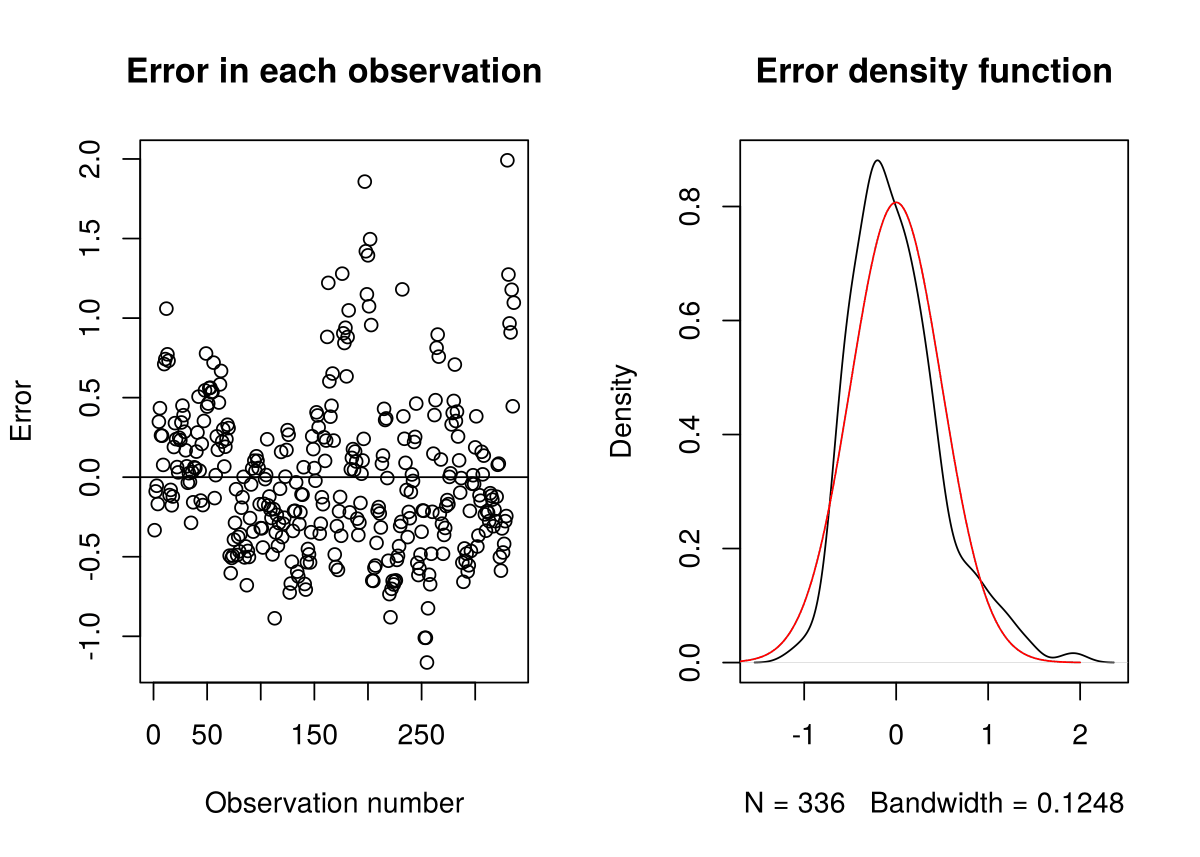 Error in each observation
Error
2.0
1.5
1.0
0.5
0.0
-0.5
-1.0
0 50 150 250
Observation number
Error density function
Density
0.8
0.6
0.4
0.2
0.0
-1 0 1 2
N = 336 Bandwidth = 0.1248